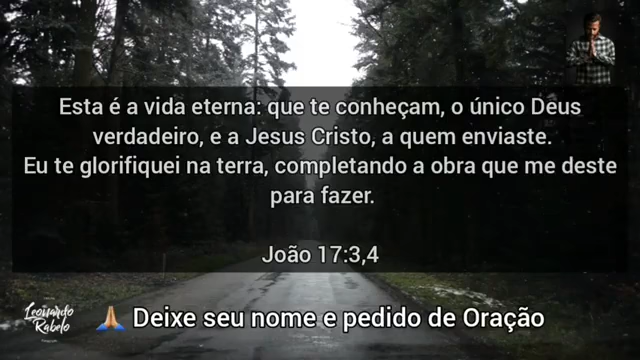 Esta é a vida eterna: que te conheçam, o único Deus
verdadeiro, e a Jesus Cristo, a quem enviaste.
Eu te glorifiquei na terra, completando a obra que me deste
para fazer.
João 17:3,4
Leonardo
Rabelo
🙏🏼 Deixe seu nome e pedido de Oração